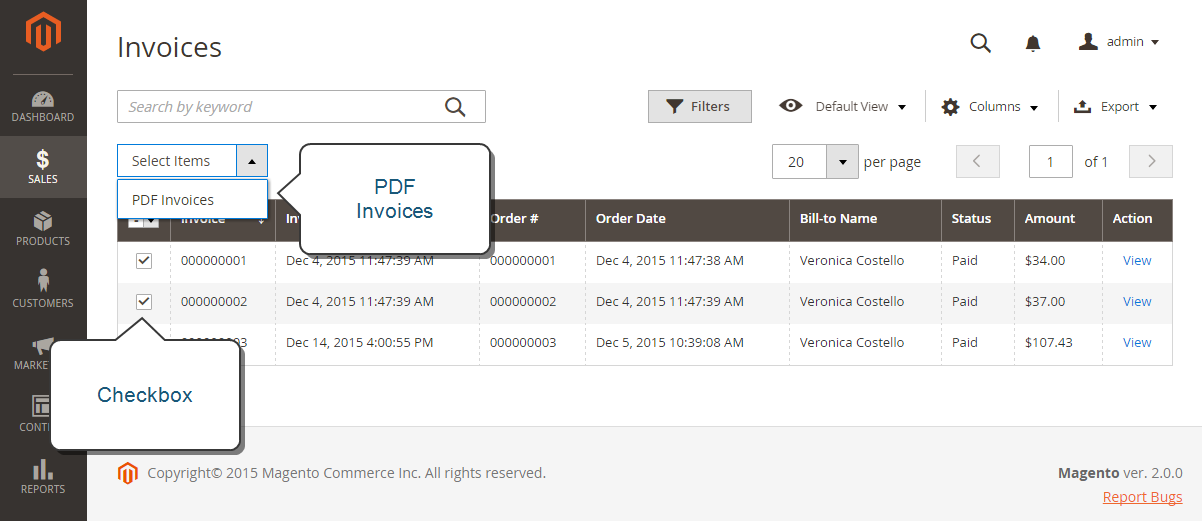 Invoices
admin
Search by keyword
Filters
Default View
Columns
Export
Select Items
20
per page
1
of 1
PDF Invoices
PDF
Invoices
Invoice
Order #
Order Date
Bill-to Name
Status
Amount
Action
000000001
Dec 4, 2015 11:47:39 AM
000000001
Dec 4, 2015 11:47:38 AM
Veronica Costello
Paid
$34.00
View
000000002
Dec 4, 2015 11:47:39 AM
000000002
Dec 4, 2015 11:47:39 AM
Veronica Costello
Paid
$37.00
View
Dec 14, 2015 4:00:55 PM
000000003
Dec 5, 2015 10:39:08 AM
Veronica Costello
Paid
$107.43
View
Checkbox
DASHBOARD
$
SALES
PRODUCTS
CUSTOMERS
MARKE
CONT
REPORTS
Copyright© 2015 Magento Commerce Inc. All rights reserved.
Magento ver. 2.0.0
Report Bugs